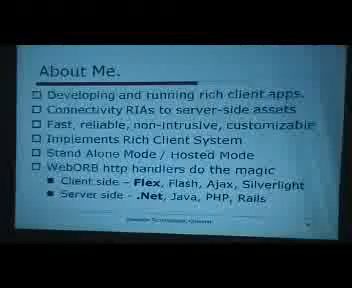 About Me.
Developing and running rich client apps.
Connectivity RIAs to server-side assets
Fast, reliable, non-intrusive, customizable
Implements Rich Client System
Stand Alone Mode / Hosted Mode
WebORB http handlers do the magic
Client side – Flex, Flash, Ajax, Silverlight
Server side - .Net, Java, PHP, Rails